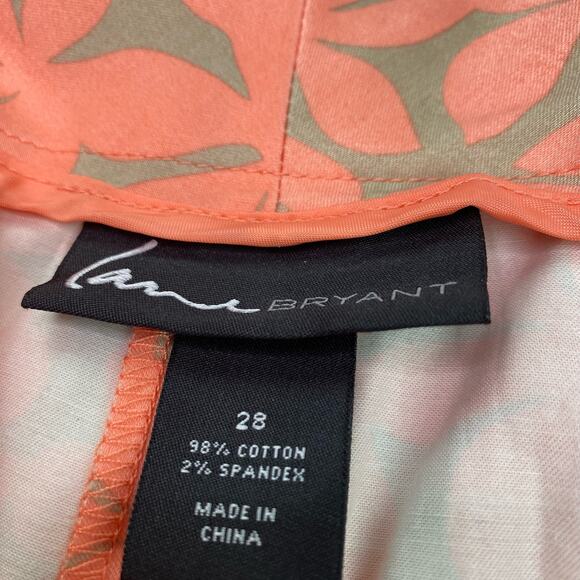 Lane BRYANT
28
98% COTTON
2% SPANDEX
MADE IN
CHINA